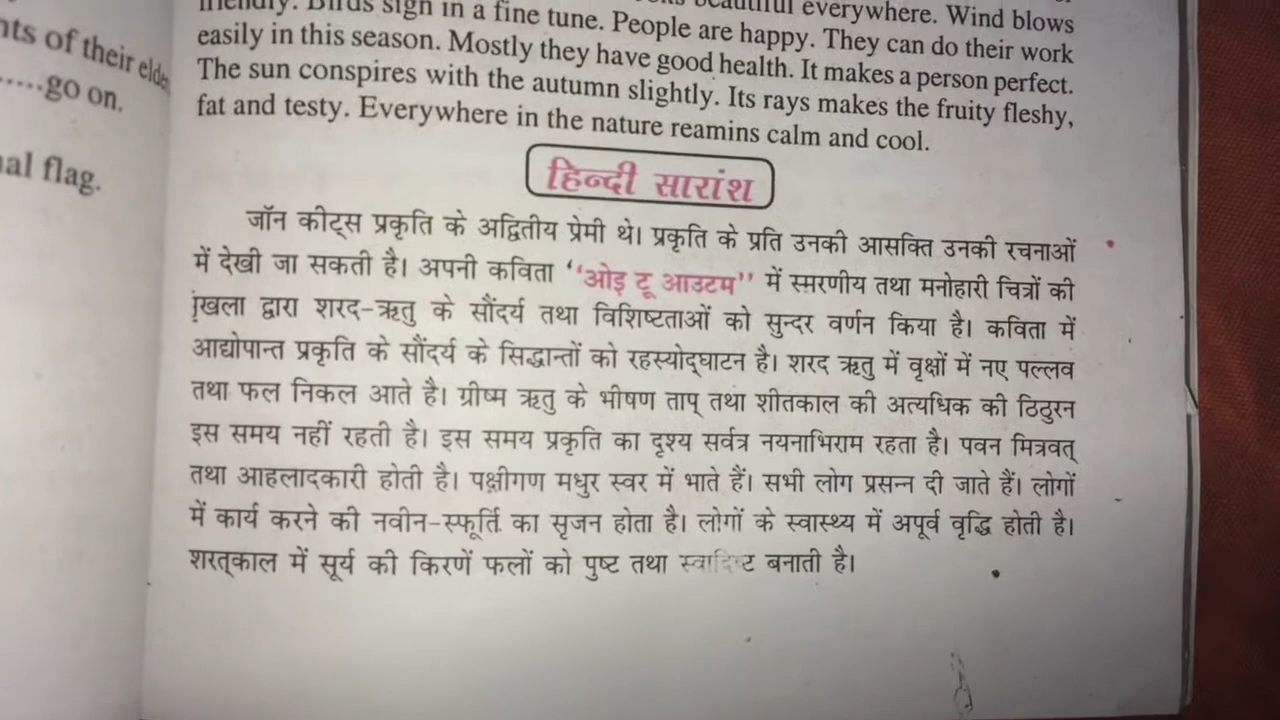 nts of their elde
.....go on.
al flag.
friendly. Birds sign in a fine tune. People are happy. They can do their work
beautiful everywhere. Wind blows
easily in this season. Mostly they have good health. It makes a person perfect.
The sun conspires with the autumn slightly. Its rays makes the fruity fleshy,
fat and testy. Everywhere in the nature reamins calm and cool.
हिन्दी सारांश
जॉन कीट्स प्रकृति के अद्वितीय प्रेमी थे। प्रकृति के प्रति उनकी आसक्ति उनकी रचनाओं
में देखी जा सकती है। अपनी कविता ''ओड टू आउटम'' में स्मरणीय तथा मनोहारी चित्रों की
शृंखला द्वारा शरद-ऋतु के सौंदर्य तथा विशिष्टताओं को सुन्दर वर्णन किया है। कविता में
आद्योपान्त प्रकृति के सौंदर्य के सिद्धान्तों को रहस्योद्घाटन है। शरद ऋतु में वृक्षों में नए पल्लव
तथा फल निकल आते है। ग्रीष्म ऋतु के भीषण ताप् तथा शीतकाल की अत्यधिक की ठिठुरन
इस समय नहीं रहती है। इस समय प्रकृति का दृश्य सर्वत्र नयनाभिराम रहता है। पवन मित्रवत्
तथा आहलादकारी होती है। पक्षीगण मधुर स्वर में भाते हैं। सभी लोग प्रसन्न दी जाते हैं। लोगों
में कार्य करने की नवीन-स्फूर्ति का सृजन होता है। लोगों के स्वास्थ्य में अपूर्व वृद्धि होती है।
शरत्काल में सूर्य की किरणें फलों को पुष्ट तथा स्वादिष्ट बनाती है।